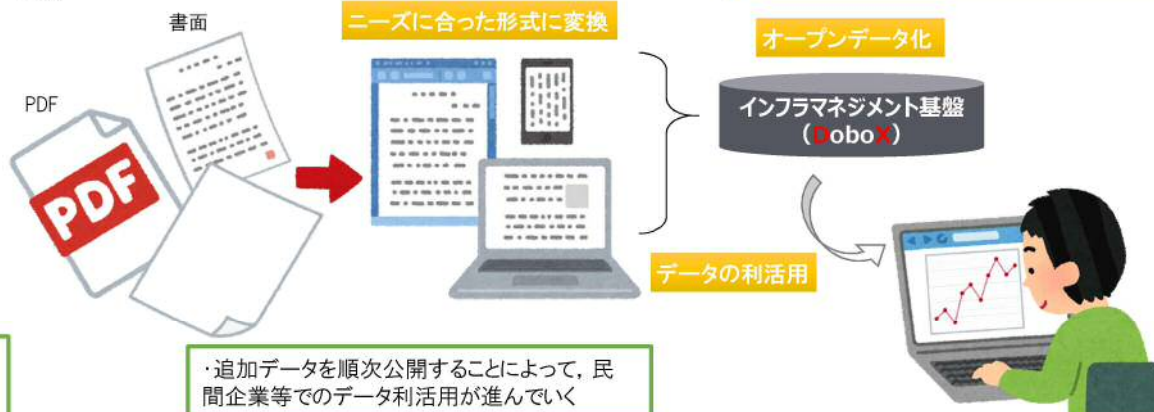 書面
ニーズに合った形式に変換
オープンデータ化
PDF
PDF
インフラマネジメント基盤
(DoboX)
データの利活用
・追加データを順次公開することによって，民
間企業等でのデータ利活用が進んでいく